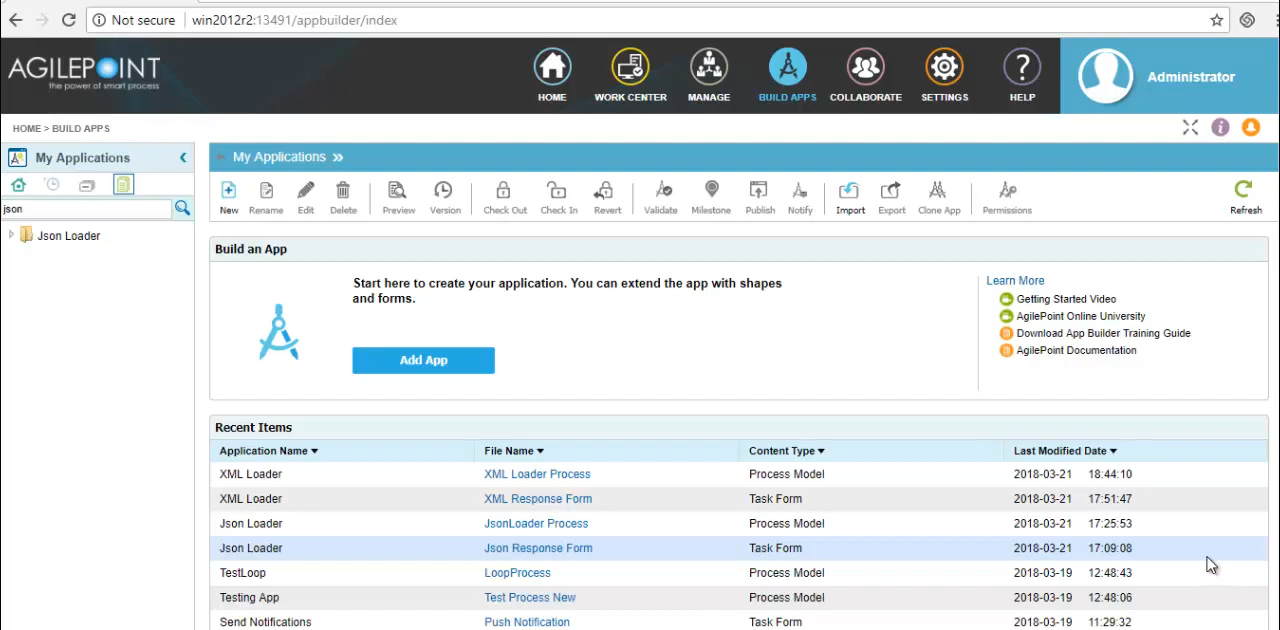 Not secure win2012r2:13491/appbuilder/index
AGILEPOINT
the power of smart process
HOME WORK CENTER MANAGE BUILD APPS COLLABORATE SETTINGS HELP
Administrator
HOME > BUILD APPS
My Applications
json
Json Loader
My Applications »
New Rename Edit Delete Preview Version Check Out Check In Revert Validate Milestone Publish Notify Import Export Clone App Permissions Refresh
Build an App
Start here to create your application. You can extend the app with shapes
and forms.
Add App
Learn More
Getting Started Video
AgilePoint Online University
Download App Builder Training Guide
AgilePoint Documentation
Recent Items
Application Name File Name Content Type Last Modified Date
XML Loader XML Loader Process Process Model 2018-03-21 18:44:10
XML Loader XML Response Form Task Form 2018-03-21 17:51:47
Json Loader JsonLoader Process Process Model 2018-03-21 17:25:53
Json Loader Json Response Form Task Form 2018-03-21 17:09:08
TestLoop LoopProcess Process Model 2018-03-19 12:48:43
Testing App Test Process New Process Model 2018-03-19 12:48:06
Send Notifications Push Notification Task Form 2018-03-19 11:29:32